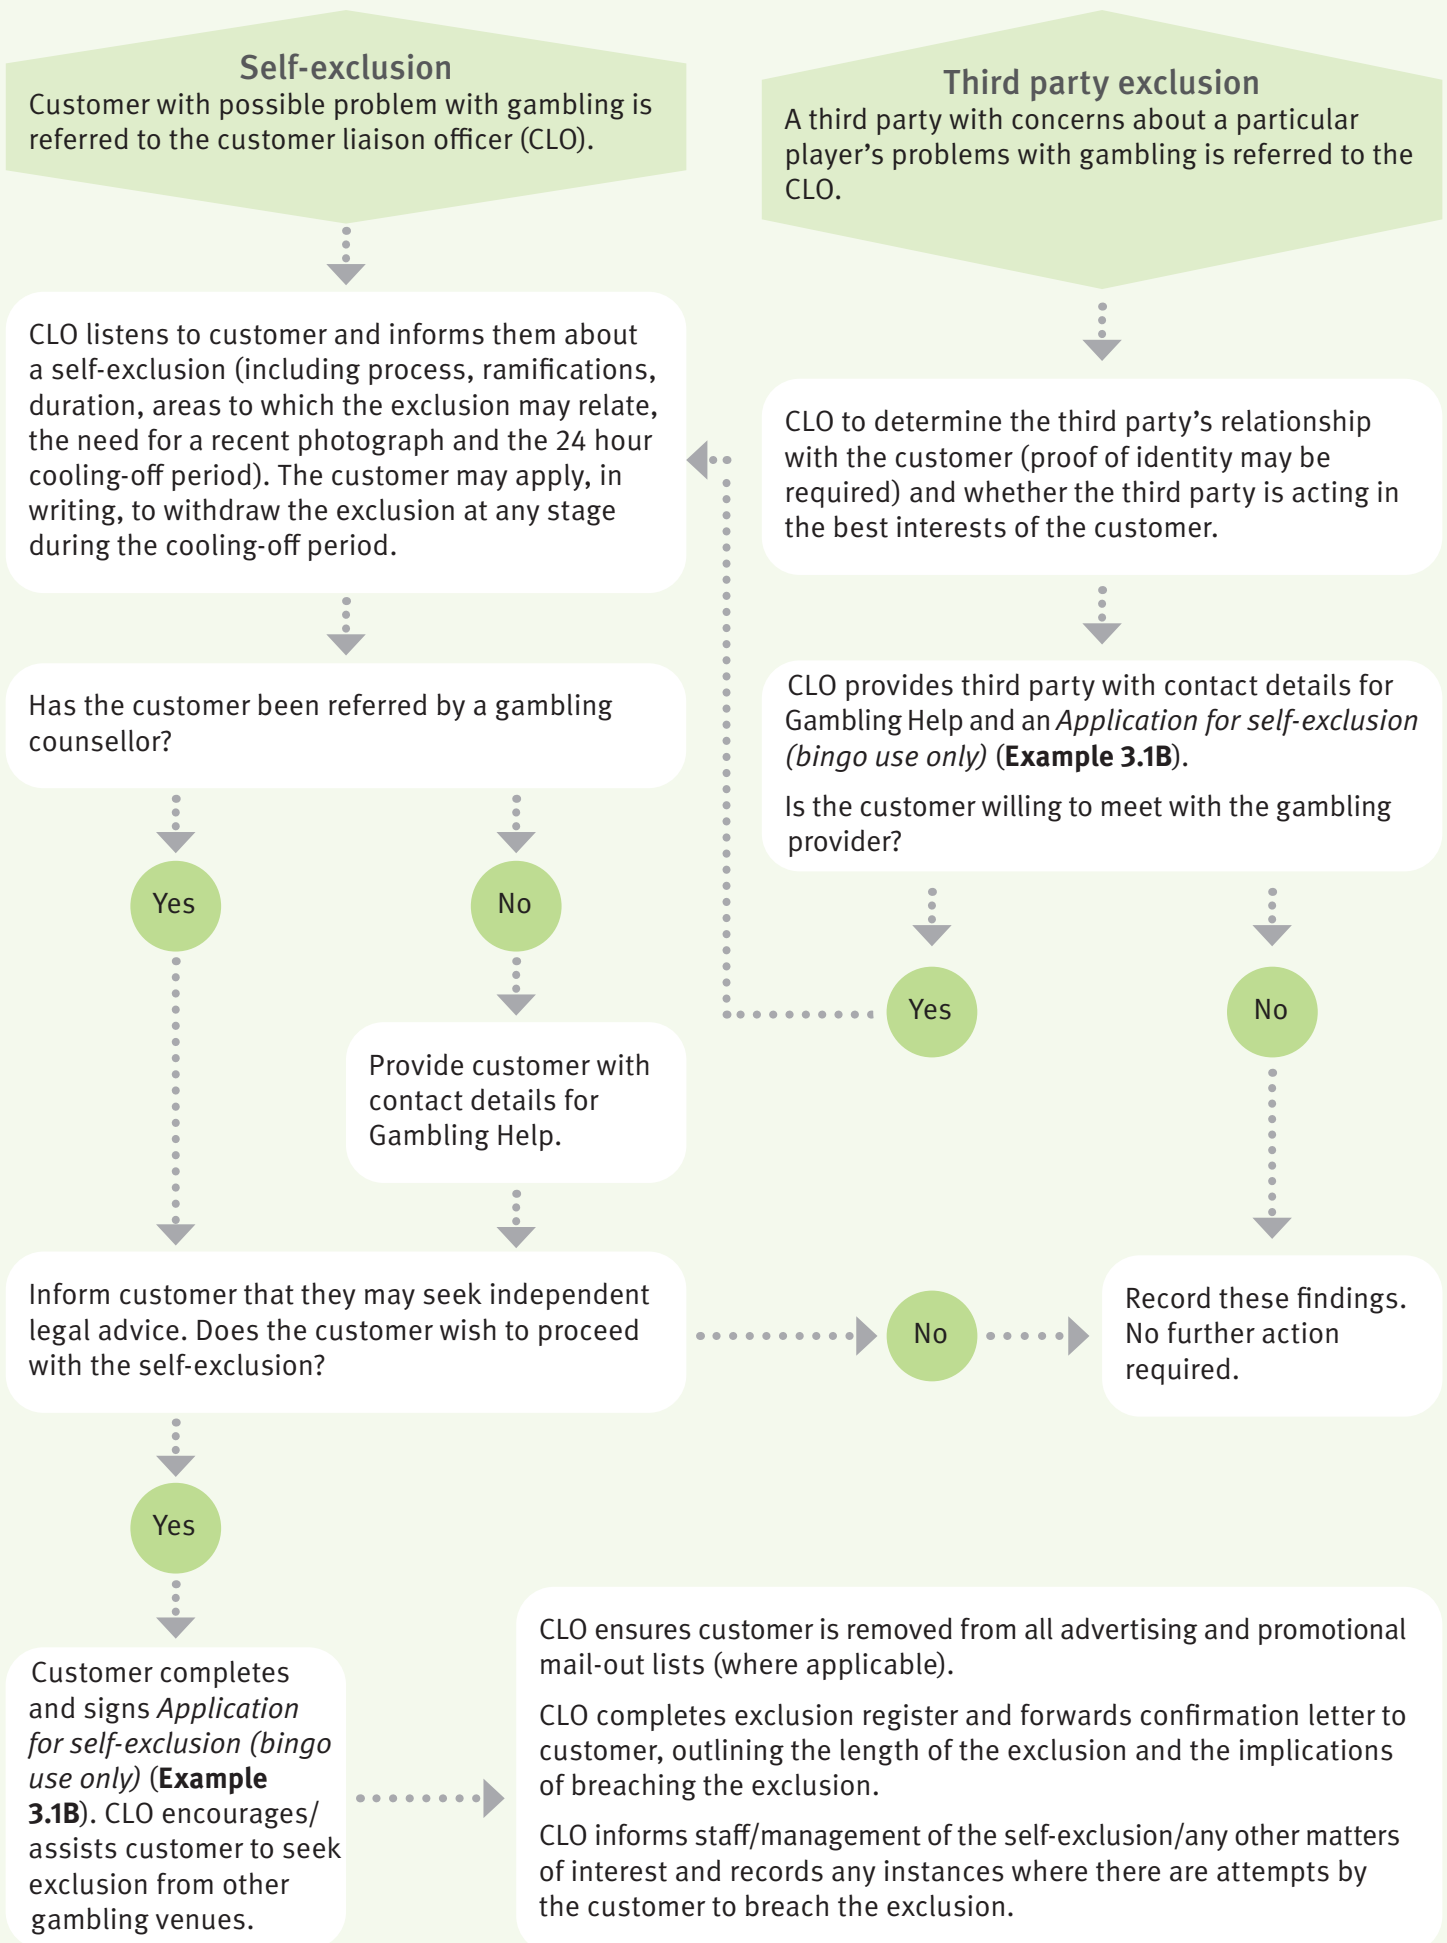 Self-exclusion
Customer with possible problem with gambling is
referred to the customer liaison officer (CLO).
Third party exclusion
A third party with concerns about a particular
player’s problems with gambling is referred to the
CLO.
CLO listens to customer and informs them about
a self-exclusion (including process, ramifications,
duration, areas to which the exclusion may relate,
the need for a recent photograph and the 24 hour
cooling-off period). The customer may apply, in
writing, to withdraw the exclusion at any stage
during the cooling-off period.
CLO to determine the third party’s relationship
with the customer (proof of identity may be
required) and whether the third party is acting in
the best interests of the customer.
Has the customer been referred by a gambling
counsellor?
CLO provides third party with contact details for
Gambling Help and an Application for self-exclusion
(bingo use only) (Example 3.1B).
Is the customer willing to meet with the gambling
provider?
Yes
No
Yes
No
Provide customer with
contact details for
Gambling Help.
Inform customer that they may seek independent
legal advice. Does the customer wish to proceed
with the self-exclusion?
No
Record these findings.
No further action
required.
Yes
Customer completes
and signs Application
for self-exclusion (bingo
use only) (Example
3.1B). CLO encourages/
assists customer to seek
exclusion from other
gambling venues.
CLO ensures customer is removed from all advertising and promotional
mail-out lists (where applicable).
CLO completes exclusion register and forwards confirmation letter to
customer, outlining the length of the exclusion and the implications
of breaching the exclusion.
CLO informs staff/management of the self-exclusion/any other matters
of interest and records any instances where there are attempts by
the customer to breach the exclusion.